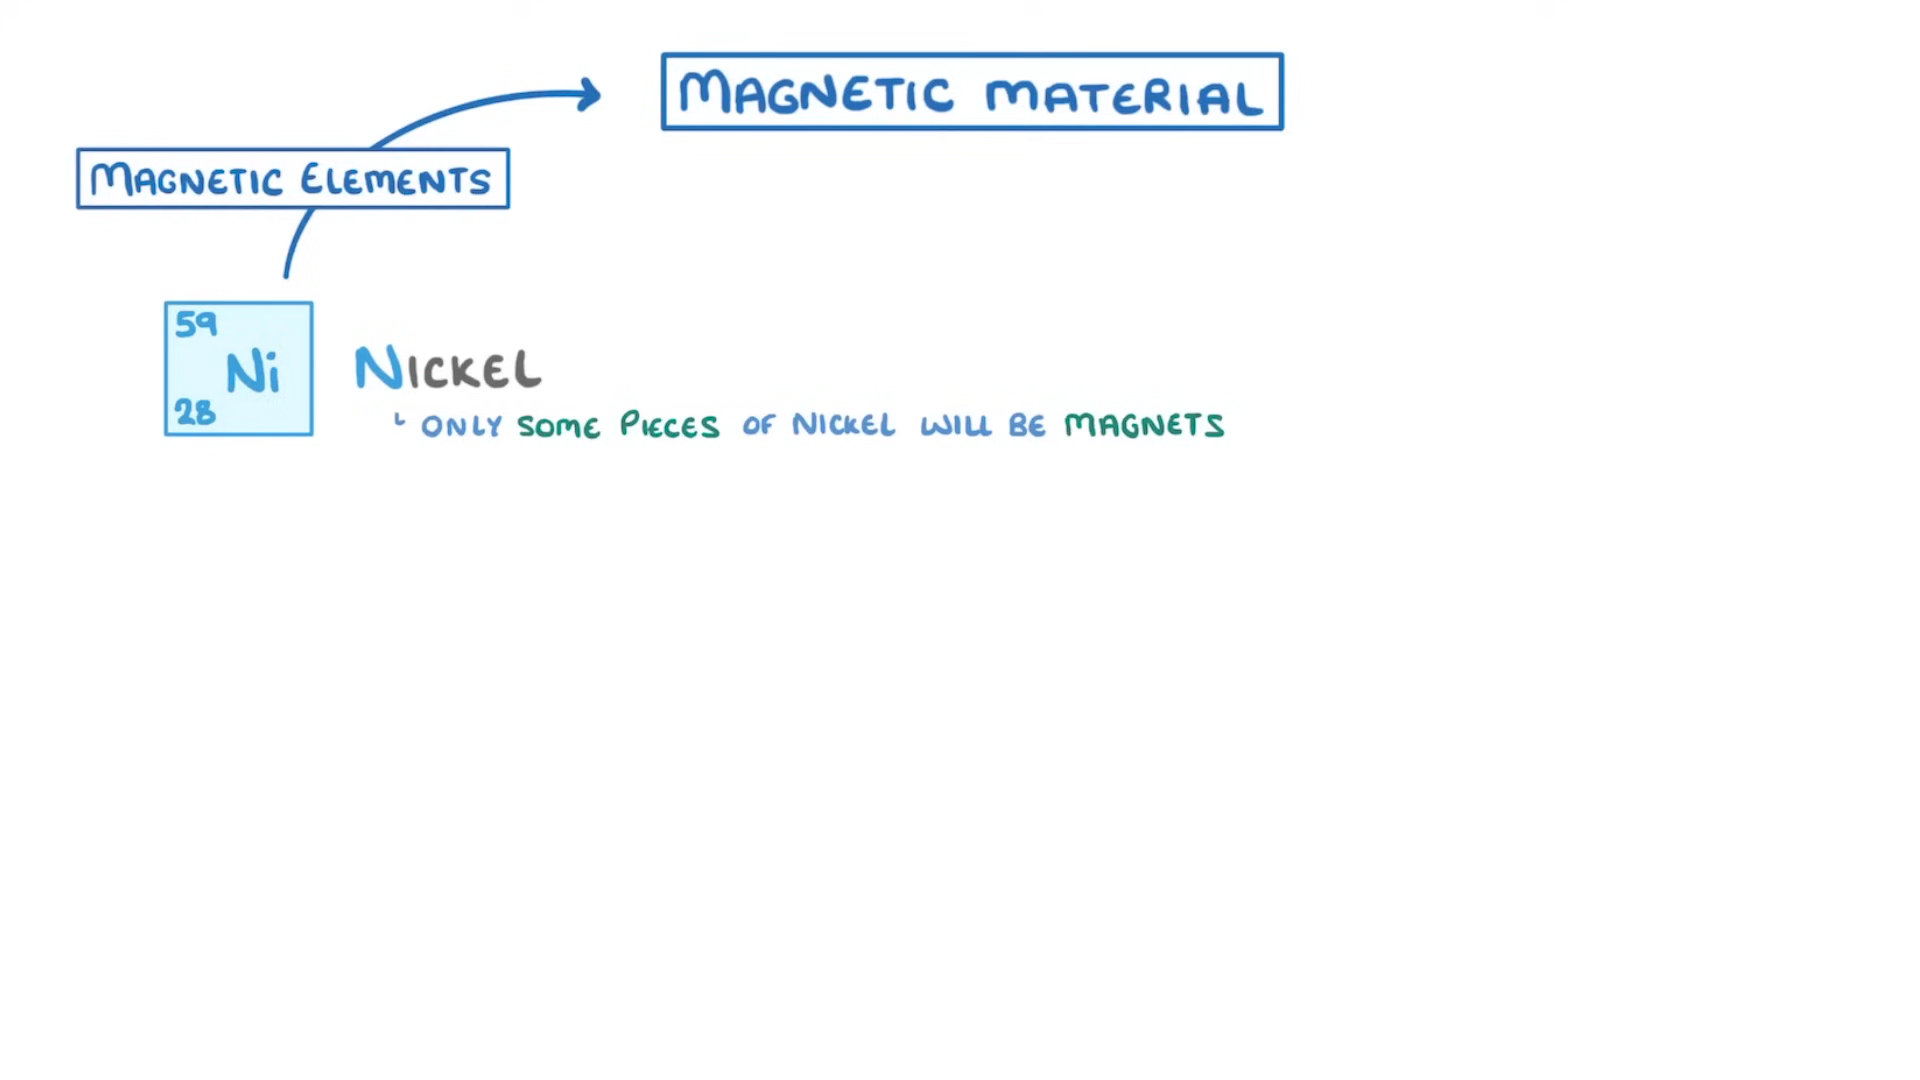 MAGNETIC MATERIAL
MAGNETIC ELEMENTS
59
Ni
28
NICKEL
ONLY SOME PIECES OF NICKEL WILL BE MAGNETS